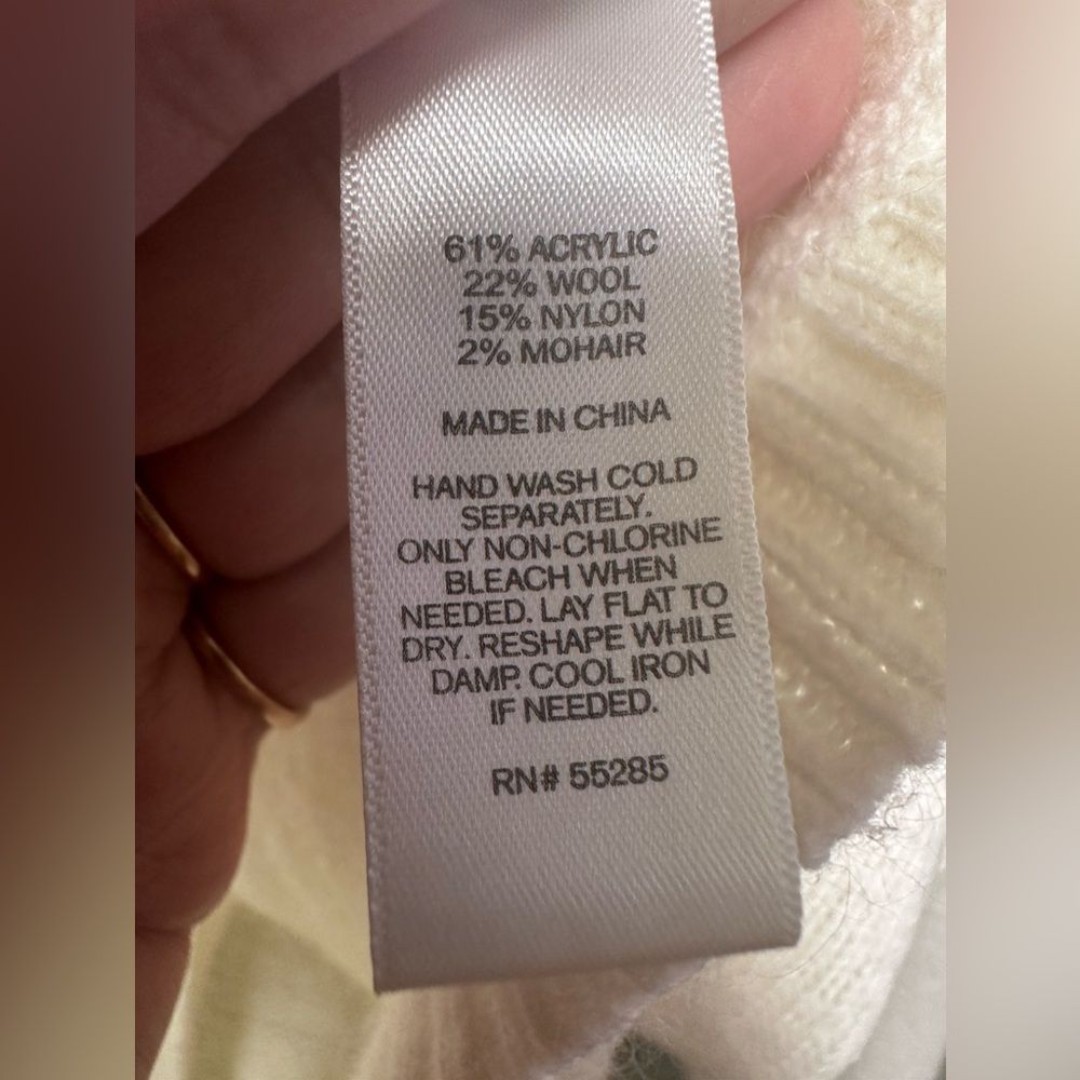 61% ACRYLIC
22% WOOL
15% NYLON
2% MOHAIR
MADE IN CHINA
HAND WASH COLD
SEPARATELY.
ONLY NON-CHLORINE
BLEACH WHEN
NEEDED. LAY FLAT TO
DRY. RESHAPE WHILE
DAMP. COOL IRON
IF NEEDED.
RN# 55285